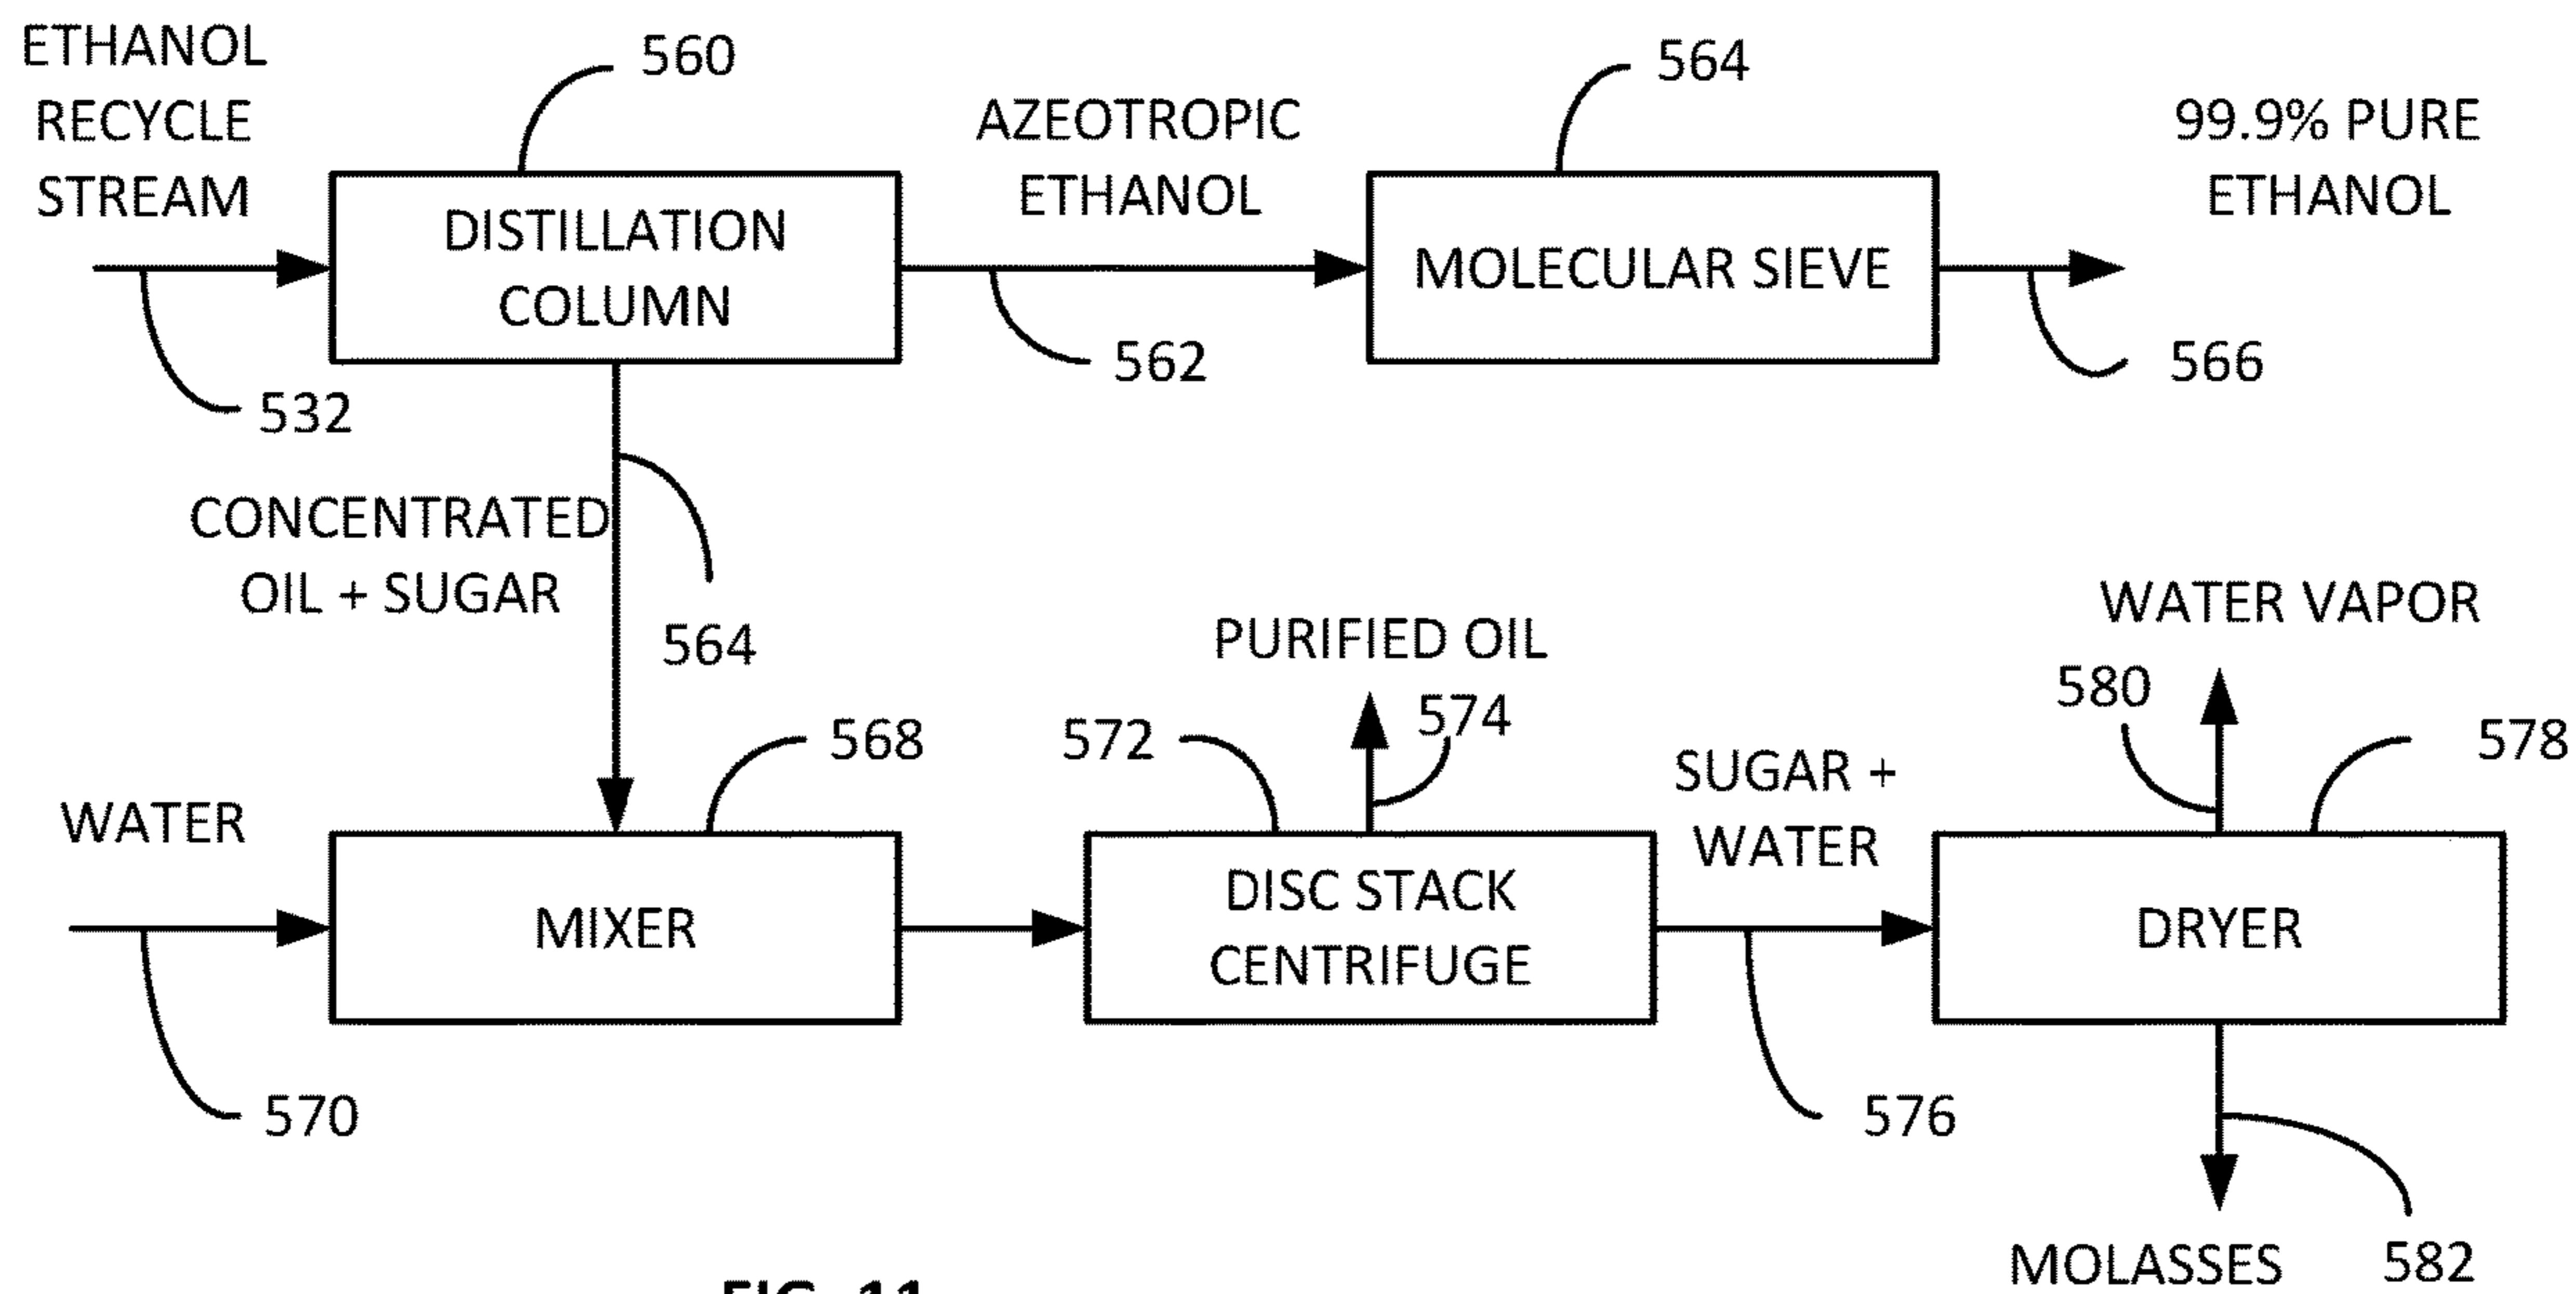 ETHANOL
RECYCLE
STREAM
560
DISTILLATION
COLUMN
532
AZEOTROPIC
ETHANOL
562
564
MOLECULAR SIEVE
99.9% PURE
ETHANOL
566
CONCENTRATED
OIL + SUGAR
564
WATER
570
568
MIXER
572
PURIFIED OIL
574
DISC STACK
CENTRIFUGE
SUGAR +
WATER
576
WATER VAPOR
580
578
DRYER
MOLASSES
582
FIG. 11